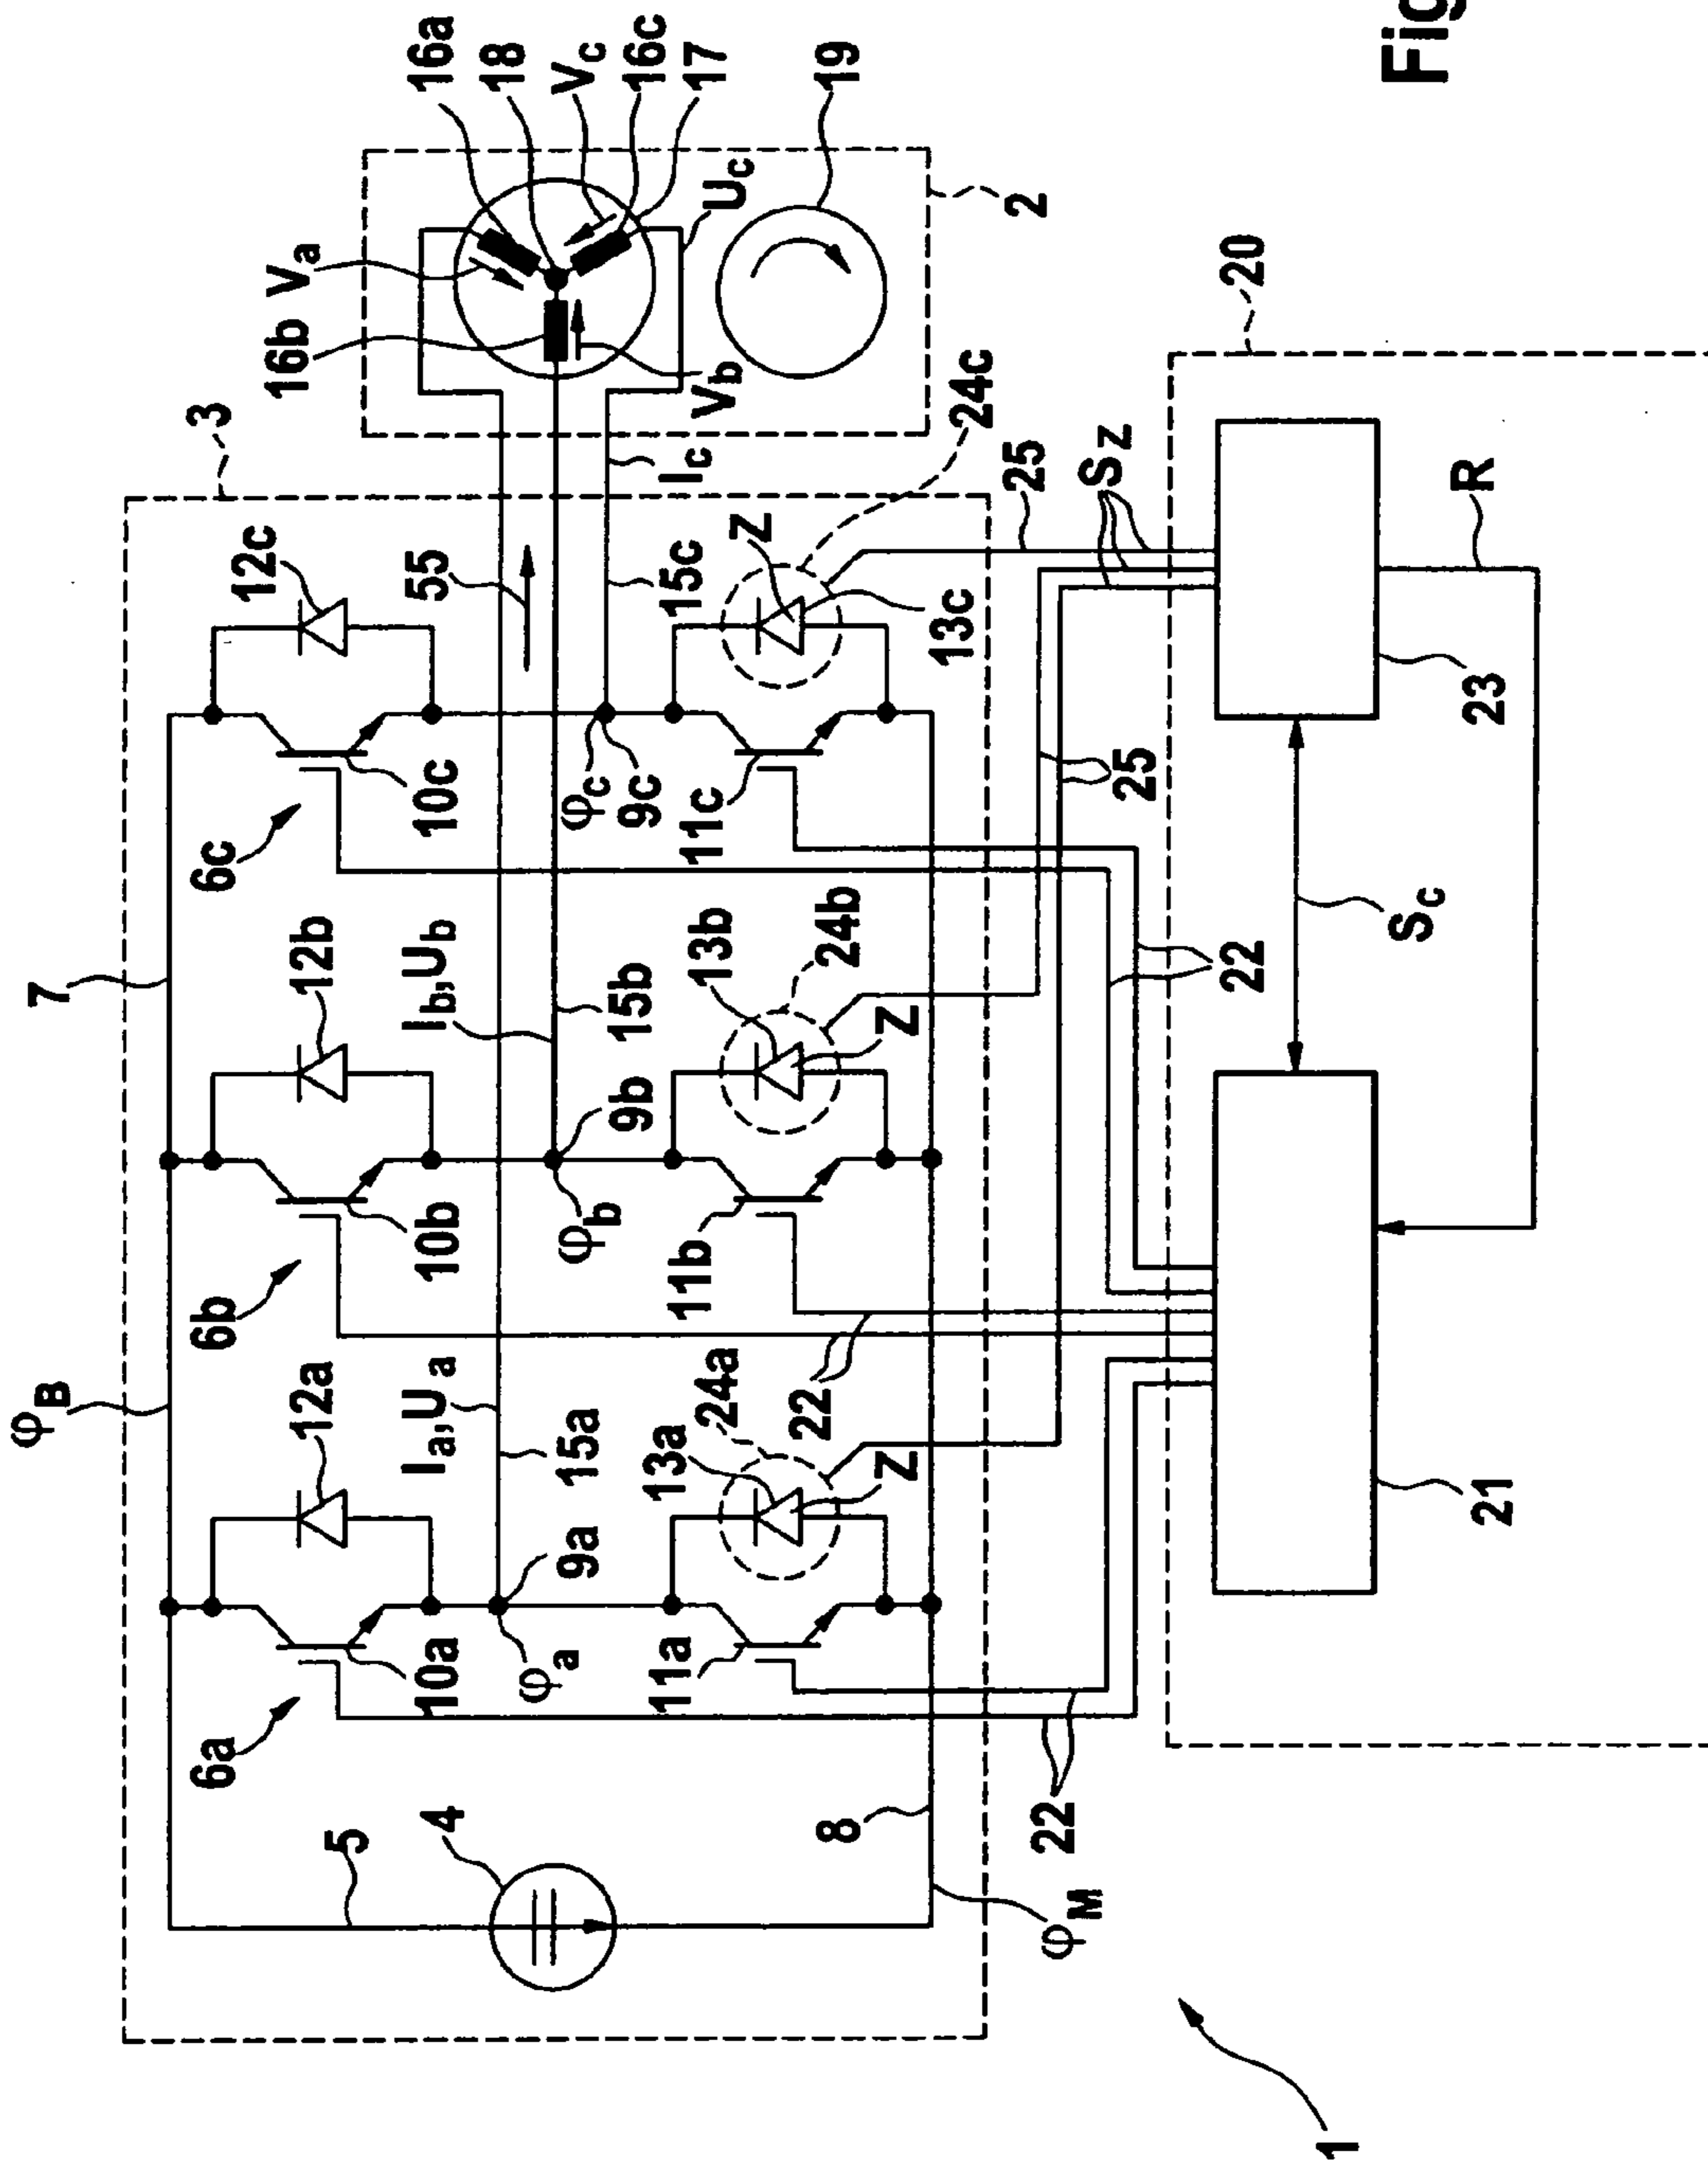 φB
7
3
5
4
6a
10a
12a
6b
10b
12b
6c
10c
12c
55
Ia,Ua
15a
9a
φa
Ib,Ub
15b
9b
φb
φc
9c
15c
Ic
16b
Va
16a
18
Vc
16c
17
Uc
Vb
19
2
11a
13a
24a
Z
11b
13b
24b
Z
11c
13c
24c
Z
8
φM
22
22
22
25
25
SZ
20
21
Sc
23
R
1
Fig